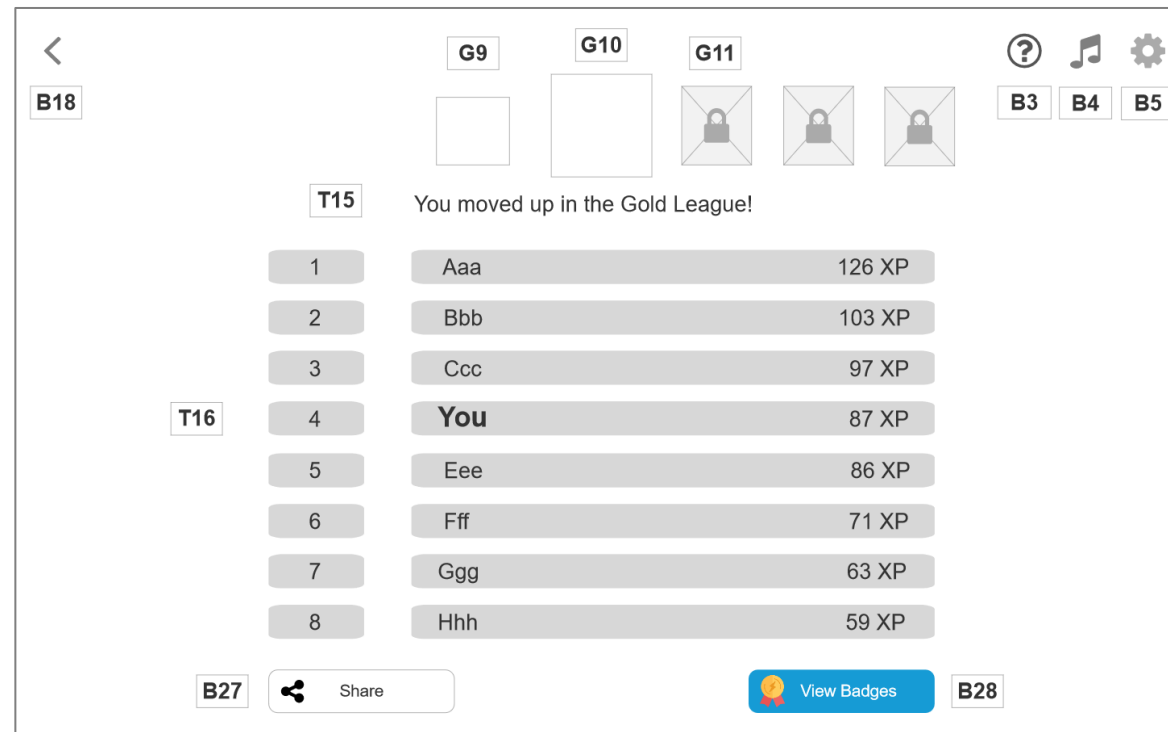 G9 G10 G11
B18 B3 B4 B5
T15 You moved up in the Gold League!
1 Aaa 126 XP
2 Bbb 103 XP
3 Ccc 97 XP
T16 4 You 87 XP
5 Eee 86 XP
6 Fff 71 XP
7 Ggg 63 XP
8 Hhh 59 XP
B27 Share View Badges B28